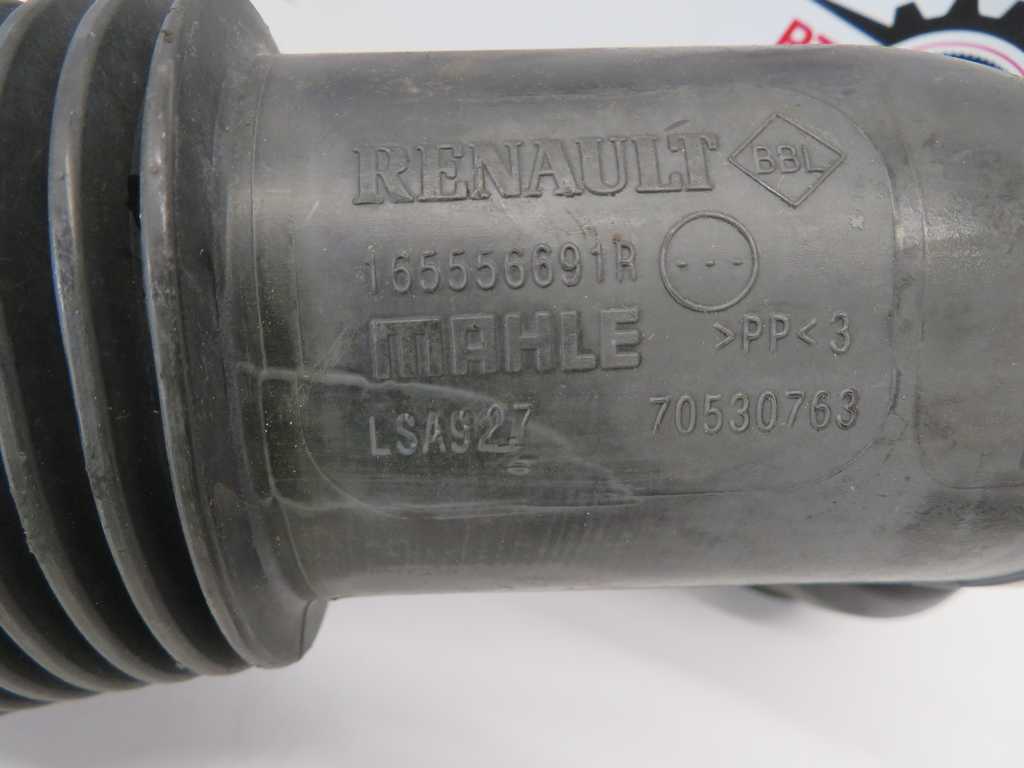 RENAULT BBL
165556691R ---
MAHLE >PP< 3
LSA927 70530763